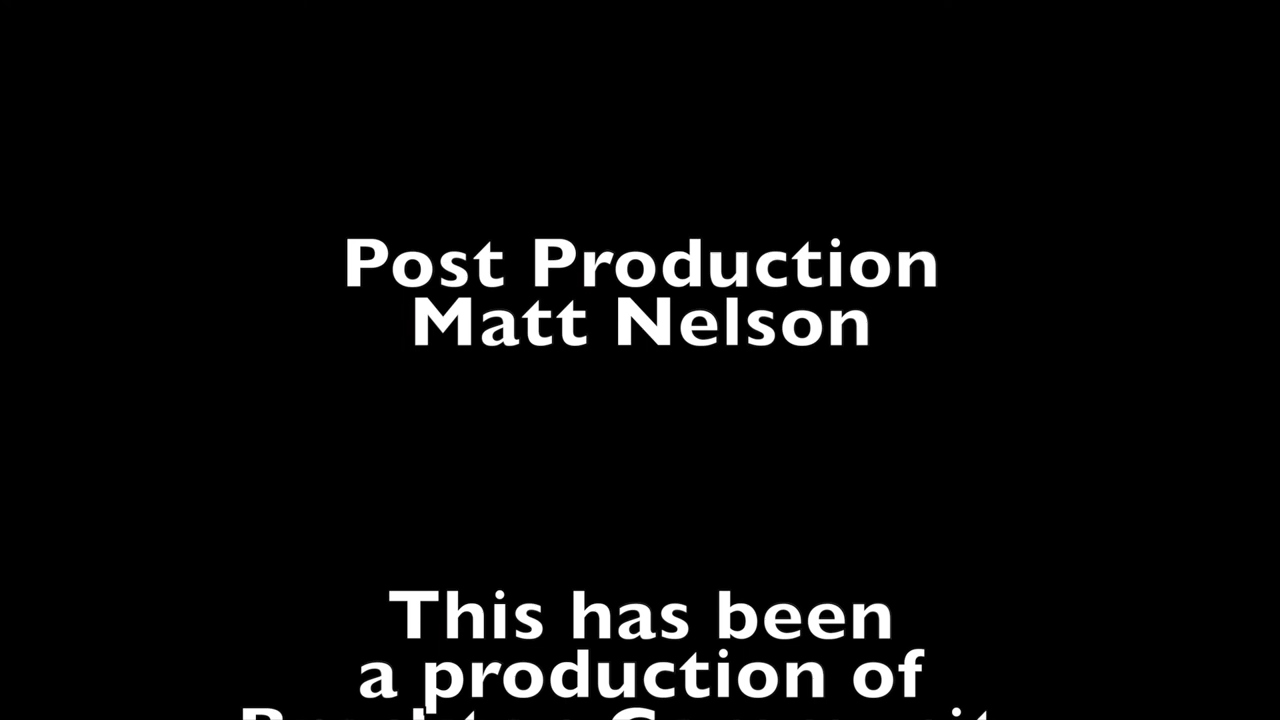 Post Production
Matt Nelson
This has been
a production of